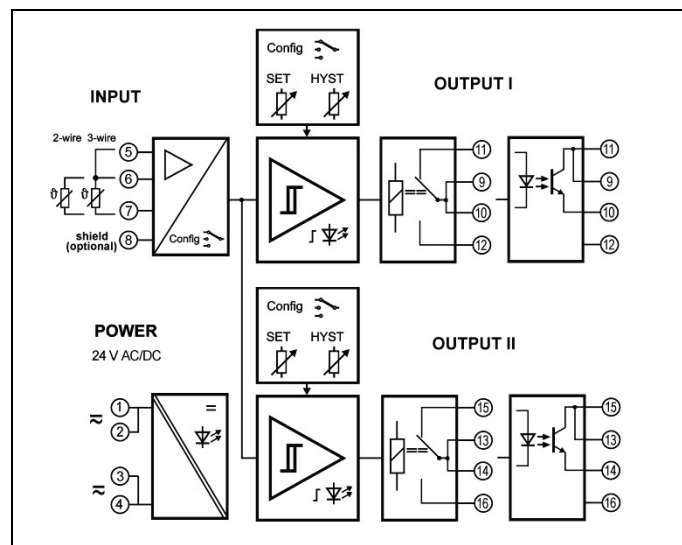 Config
SET HYST
INPUT
OUTPUT I
2-wire 3-wire
5
6
7
8
ϑ
ϑ
shield
(optional)
Config
11
9
10
12
11
9
10
12
Config
SET HYST
POWER
24 V AC/DC
OUTPUT II
1
2
3
4
15
13
14
16
15
13
14
16